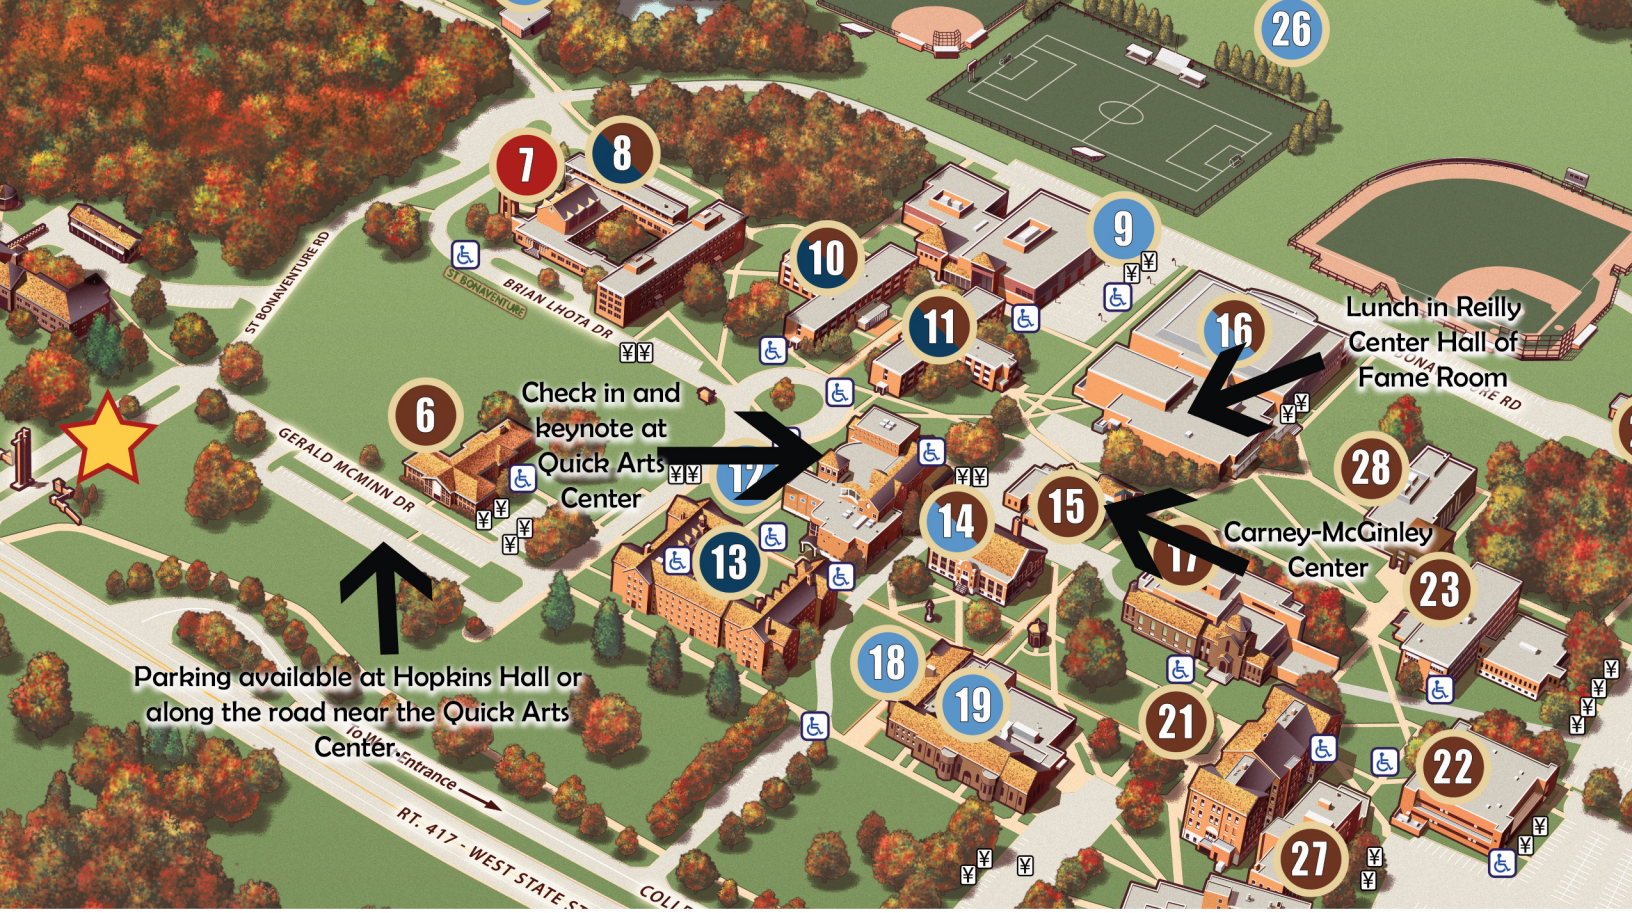 26
7
8
9
10
11
16
Lunch in Reilly
Center Hall of
Fame Room
ST BONAVENTURE RD
BRIAN LHOTA DR
ST BONAVENTURE
6
Check in and
keynote at
Quick Arts
Center
12
GERALD MCMINN DR
28
14
15
Carney-McGinley
Center
17
13
23
18
19
21
22
27
Parking available at Hopkins Hall or
along the road near the Quick Arts
Center.
Entrance
RT. 417 - WEST STATE ST